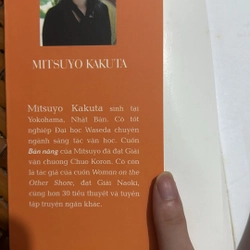 MITSUYO KAKUTA
Mitsuyo Kakuta sinh tại
Yokohama, Nhật Bản. Cô tốt
nghiệp Đại học Waseda chuyên
ngành sáng tác văn học. Cuốn
Bản năng của Mitsuyo đã đạt Giải
văn chương Chuo Koron. Cô còn
là tác giả của cuốn Woman on the
Other Shore, đạt Giải Naoki,
cùng hơn 30 tiểu thuyết và tuyển
tập truyện ngắn khác.